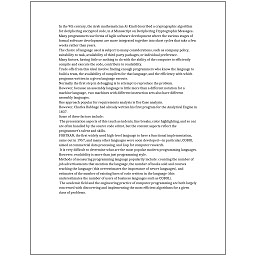 In the 9th century, the Arab mathematician Al-Kindi described a cryptographic algorithm
for deciphering encrypted code, in A Manuscript on Deciphering Cryptographic Messages.
Many programmers use forms of Agile software development where the various stages of
formal software development are more integrated together into short cycles that take a few
weeks rather than years.
The choice of language used is subject to many considerations, such as company policy,
suitability to task, availability of third-party packages, or individual preference.
Many factors, having little or nothing to do with the ability of the computer to efficiently
compile and execute the code, contribute to readability.
Trade-offs from this ideal involve finding enough programmers who know the language to
build a team, the availability of compilers for that language, and the efficiency with which
programs written in a given language execute.
Normally the first step in debugging is to attempt to reproduce the problem.
However, because an assembly language is little more than a different notation for a
machine language, two machines with different instruction sets also have different
assembly languages.
One approach popular for requirements analysis is Use Case analysis.
However, Charles Babbage had already written his first program for the Analytical Engine in
1837.
Some of these factors include:
The presentation aspects of this (such as indents, line breaks, color highlighting, and so on)
are often handled by the source code editor, but the content aspects reflect the
programmer's talent and skills.
FORTRAN, the first widely used high-level language to have a functional implementation,
came out in 1957, and many other languages were soon developed—in particular, COBOL
aimed at commercial data processing, and Lisp for computer research.
It is very difficult to determine what are the most popular modern programming languages.
However, readability is more than just programming style.
Methods of measuring programming language popularity include: counting the number of
job advertisements that mention the language, the number of books sold and courses
teaching the language (this overestimates the importance of newer languages), and
estimates of the number of existing lines of code written in the language (this
underestimates the number of users of business languages such as COBOL).
The academic field and the engineering practice of computer programming are both largely
concerned with discovering and implementing the most efficient algorithms for a given
class of problems.